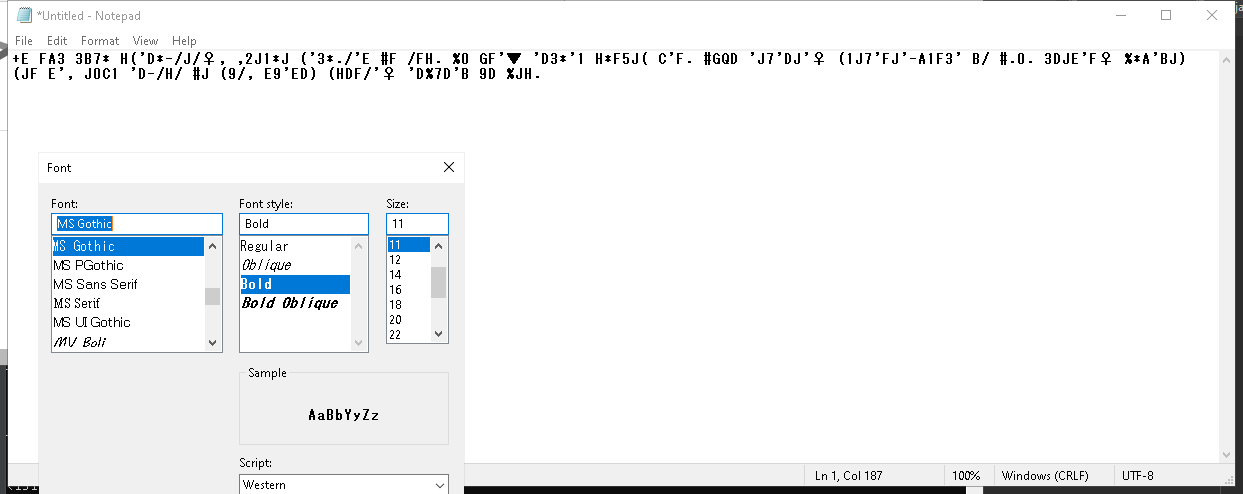 *Untitled - Notepad
File Edit Format View Help
+E FA3 3B7* H('D*-/J/♀, ,2J1*J ('3*./'E #F /FH. %0 GF'▼ 'D3*'1 H*F5J( C'F. #GQD 'J7'DJ'♀ (1J7'FJ'-A1F3' B/ #.0. 3DJE'F♀ %*A'BJ)
(JF E', JOC1 'D-/H/ #J (9/, E9'ED) (HDF/'♀ 'D%7D'B 9D %JH.
Font
Font: Font style: Size:
MS Gothic Bold 11
MS Gothic Regular 11
MS PGothic Oblique 12
MS Sans Serif Bold 14
MS Serif Bold Oblique 16
MS UI Gothic 18
MV Boli 20
22
Sample
AaBbYyZz
Script:
Western
Ln 1, Col 187 100% Windows (CRLF) UTF-8